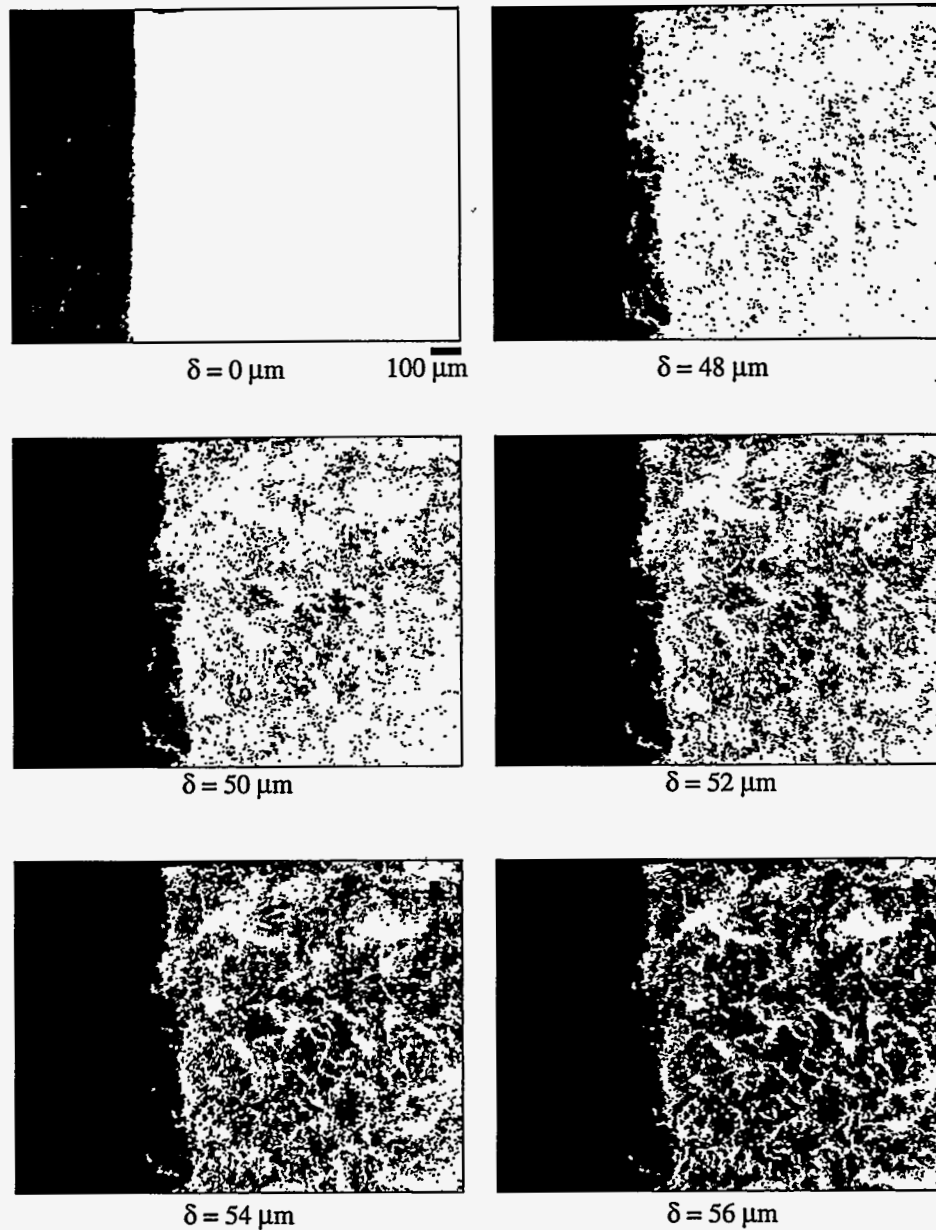 δ = 0 μm
100 μm
δ = 48 μm
δ = 50 μm
δ = 52 μm
δ = 54 μm
δ = 56 μm